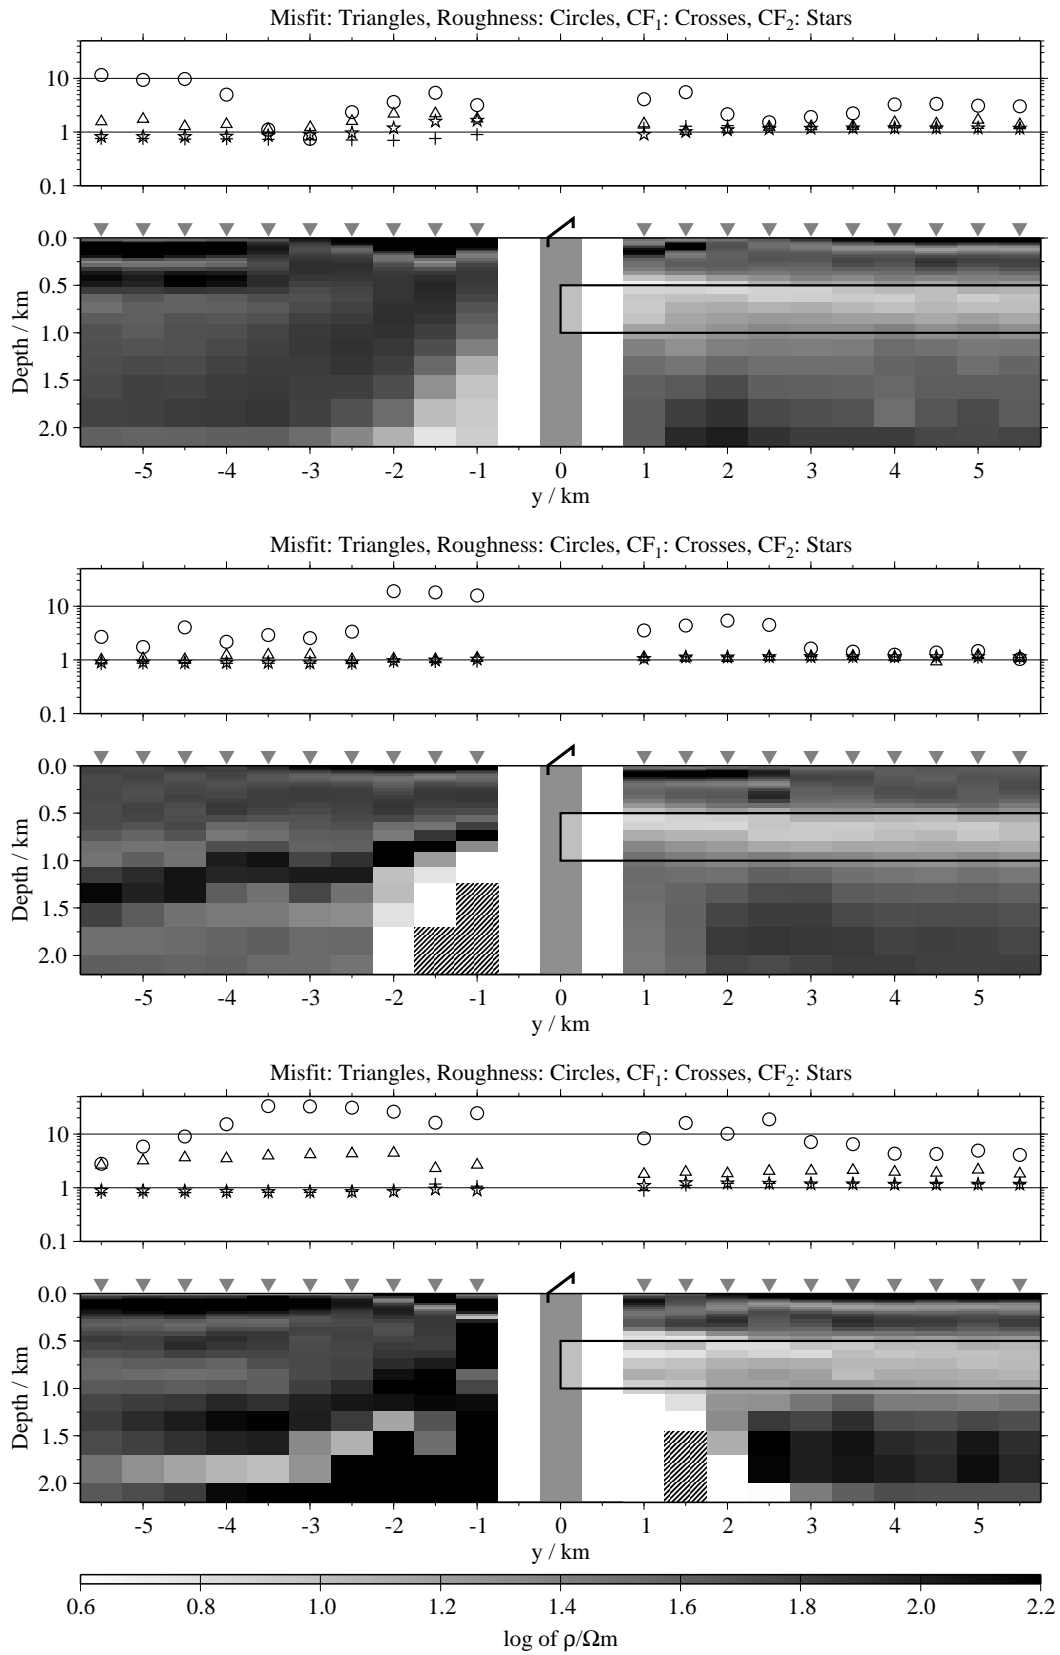 Misfit: Triangles, Roughness: Circles, CF1: Crosses, CF2: Stars
10
1
0.1
0.0
0.5
1.0
1.5
2.0
Depth / km
-5 -4 -3 -2 -1 0 1 2 3 4 5
y / km
Misfit: Triangles, Roughness: Circles, CF1: Crosses, CF2: Stars
10
1
0.1
0.0
0.5
1.0
1.5
2.0
Depth / km
-5 -4 -3 -2 -1 0 1 2 3 4 5
y / km
Misfit: Triangles, Roughness: Circles, CF1: Crosses, CF2: Stars
10
1
0.1
0.0
0.5
1.0
1.5
2.0
Depth / km
-5 -4 -3 -2 -1 0 1 2 3 4 5
y / km
0.6 0.8 1.0 1.2 1.4 1.6 1.8 2.0 2.2
log of ρ/Ωm